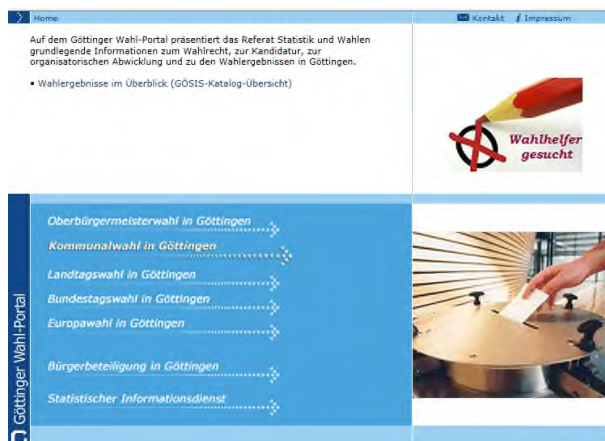 Home
Kontakt
Impressum
Auf dem Göttinger Wahl-Portal präsentiert das Referat Statistik und Wahlen
grundlegende Informationen zum Wahlrecht, zur Kandidatur, zur
organisatorischen Abwicklung und zu den Wahlergebnissen in Göttingen.
• Wahlergebnisse im Überblick (GÖSIS-Katalog-Übersicht)
Wahlhelfer
gesucht
Oberbürgermeisterwahl in Göttingen
Kommunalwahl in Göttingen
Landtagswahl in Göttingen
Bundestagswahl in Göttingen
Europawahl in Göttingen
Bürgerbeteiligung in Göttingen
Statistischer Informationsdienst
Göttinger Wahl-Portal